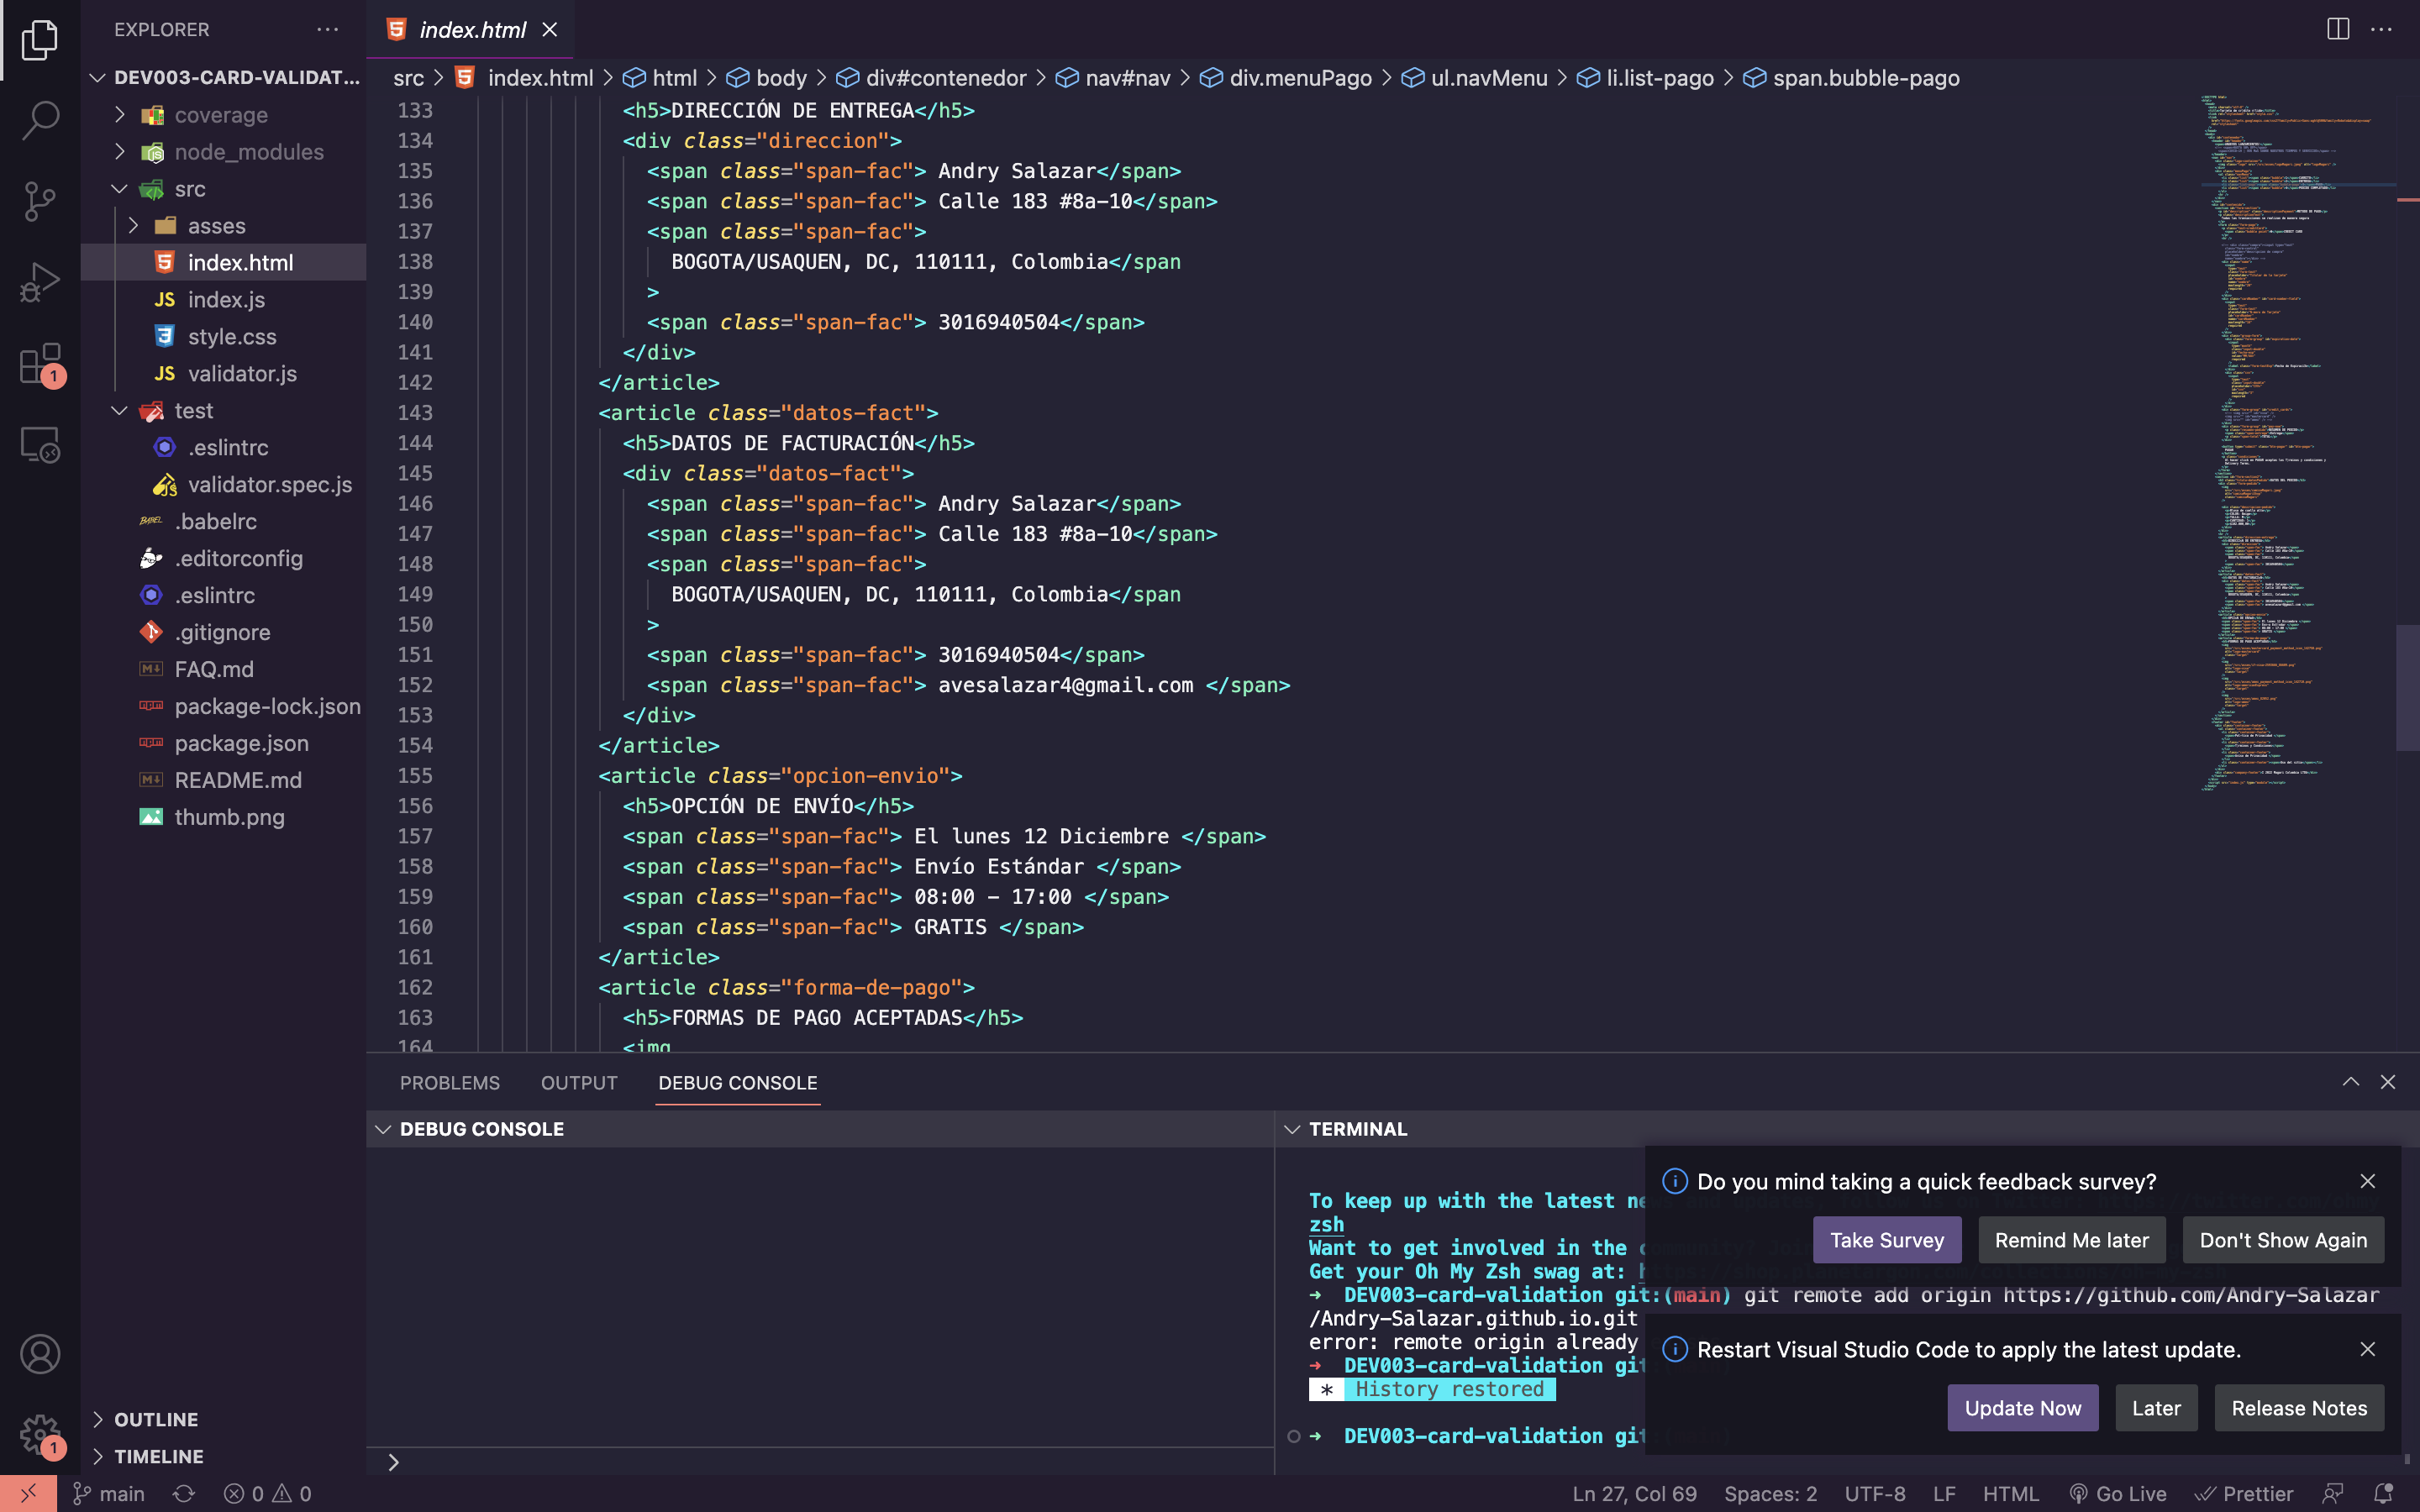 EXPLORER
index.html
DEV003-CARD-VALIDAT...
src > index.html > html > body > div#contenedor > nav#nav > div.menuPago > ul.navMenu > li.list-pago > span.bubble-pago
coverage
node_modules
src
asses
index.html
JS index.js
style.css
JS validator.js
test
.eslintrc
validator.spec.js
BABEL .babelrc
.editorconfig
.eslintrc
.gitignore
FAQ.md
package-lock.json
package.json
README.md
thumb.png
OUTLINE
TIMELINE
1
1
133 <h5>DIRECCIÓN DE ENTREGA</h5>
134 <div class="direccion">
135 <span class="span-fac"> Andry Salazar</span>
136 <span class="span-fac"> Calle 183 #8a-10</span>
137 <span class="span-fac">
138 BOGOTA/USAQUEN, DC, 110111, Colombia</span
139 >
140 <span class="span-fac"> 3016940504</span>
141 </div>
142 </article>
143 <article class="datos-fact">
144 <h5>DATOS DE FACTURACIÓN</h5>
145 <div class="datos-fact">
146 <span class="span-fac"> Andry Salazar</span>
147 <span class="span-fac"> Calle 183 #8a-10</span>
148 <span class="span-fac">
149 BOGOTA/USAQUEN, DC, 110111, Colombia</span
150 >
151 <span class="span-fac"> 3016940504</span>
152 <span class="span-fac"> avesalazar4@gmail.com </span>
153 </div>
154 </article>
155 <article class="opcion-envio">
156 <h5>OPCIÓN DE ENVÍO</h5>
157 <span class="span-fac"> El lunes 12 Diciembre </span>
158 <span class="span-fac"> Envío Estándar </span>
159 <span class="span-fac"> 08:00 - 17:00 </span>
160 <span class="span-fac"> GRATIS </span>
161 </article>
162 <article class="forma-de-pago">
163 <h5>FORMAS DE PAGO ACEPTADAS</h5>
164 <img
PROBLEMS OUTPUT DEBUG CONSOLE
DEBUG CONSOLE
TERMINAL
To keep up with the latest
zsh
Want to get involved in the
Get your Oh My Zsh swag at:
➜ DEV003-card-validation git:(main) git remote add origin https://github.com/Andry-Salazar
/Andry-Salazar.github.io.git
error: remote origin already
➜ DEV003-card-validation git
* History restored
➜ DEV003-card-validation git
Do you mind taking a quick feedback survey?
Take Survey Remind Me later Don't Show Again
Restart Visual Studio Code to apply the latest update.
Update Now Later Release Notes
main 0 0 Ln 27, Col 69 Spaces: 2 UTF-8 LF HTML Go Live Prettier